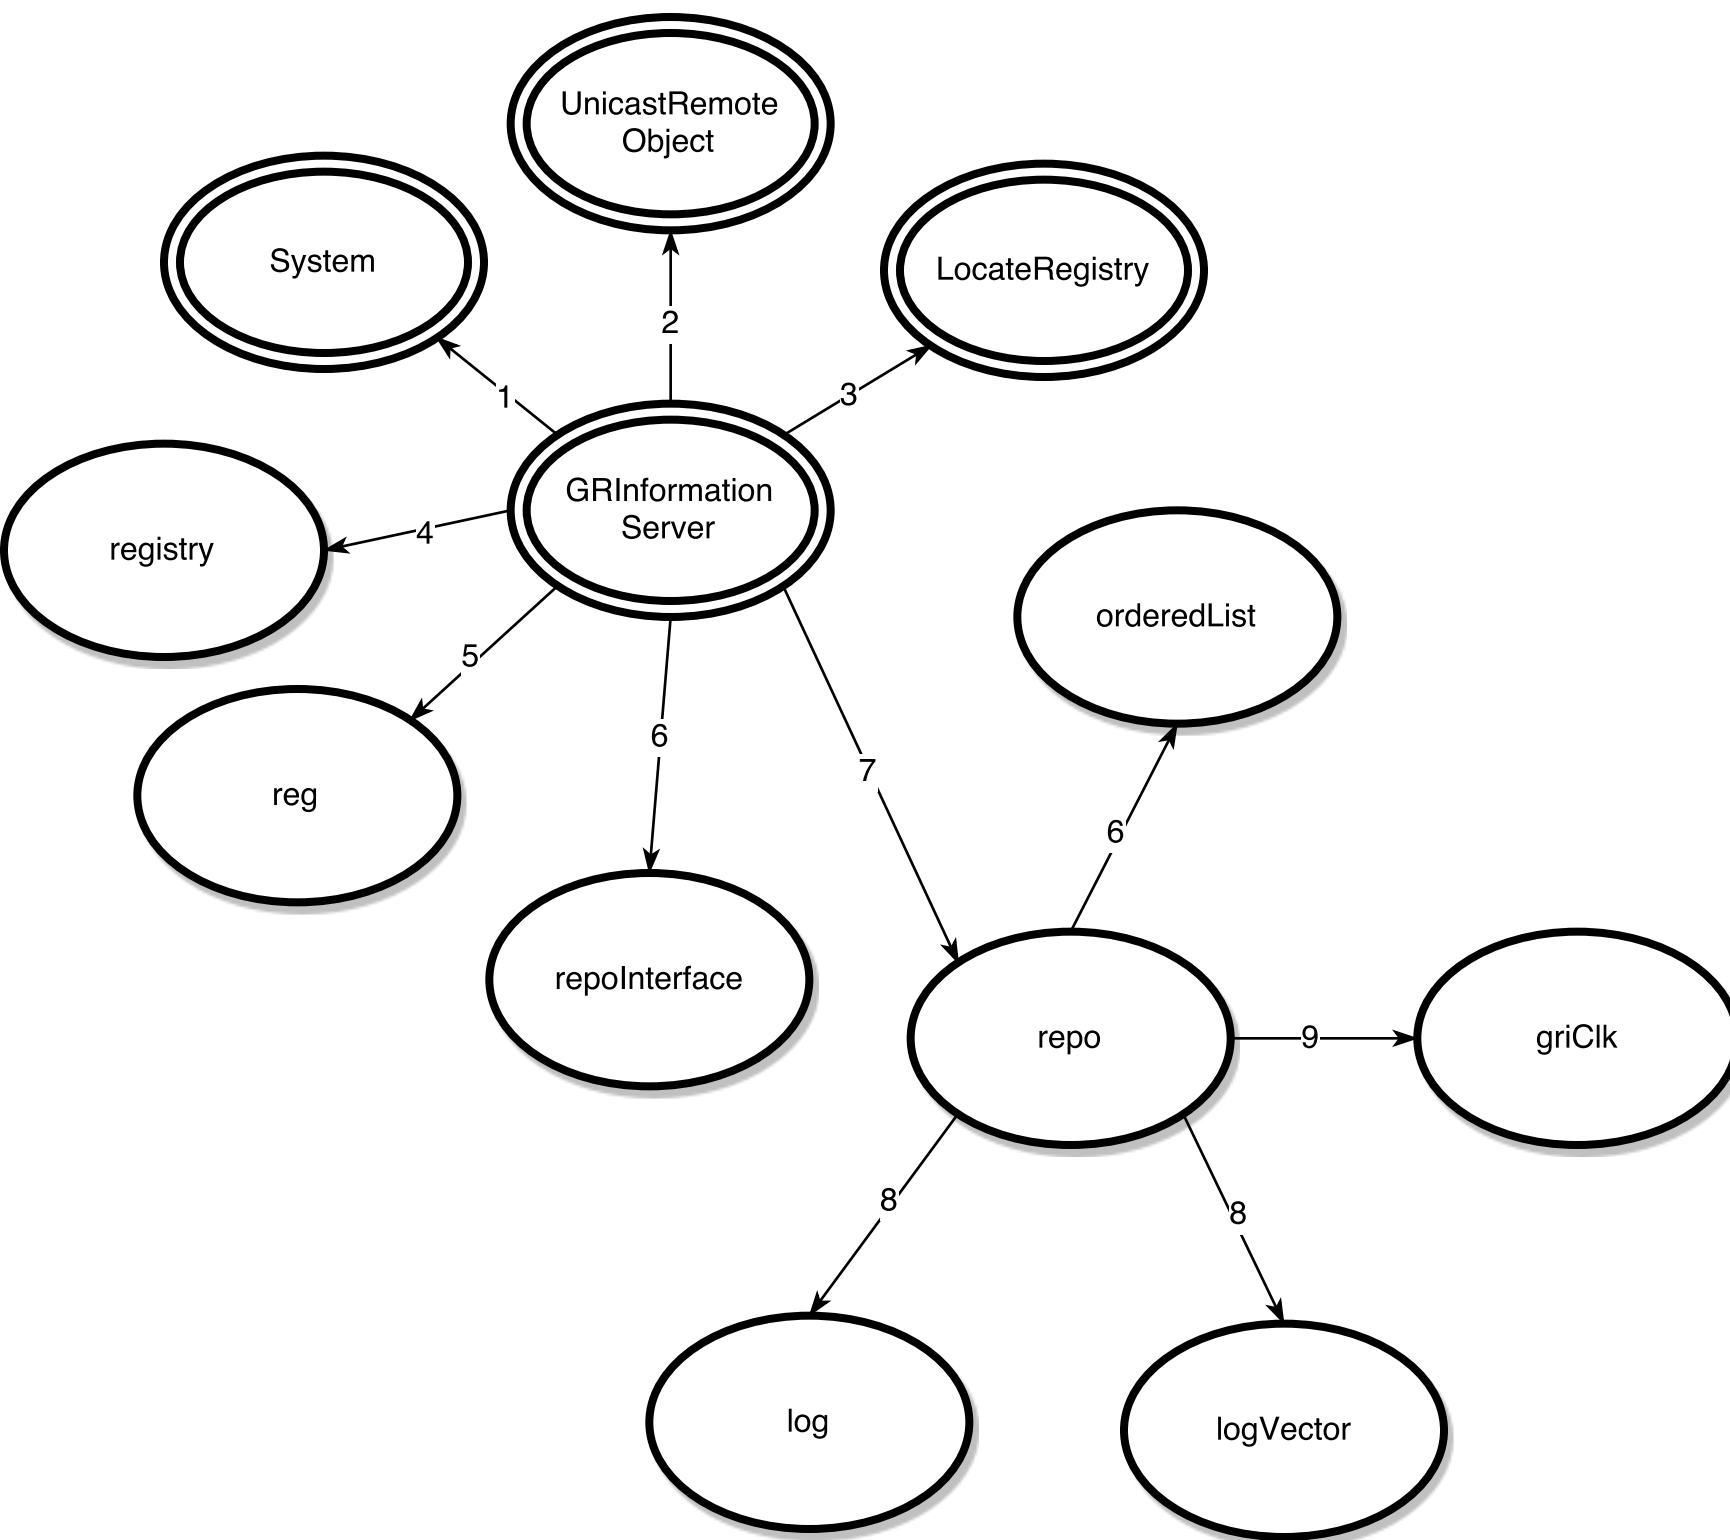 UnicastRemote
Object
System
LocateRegistry
2
1
3
GRInformation
Server
registry
4
orderedList
5
reg
6
7
6
repoInterface
repo
9
griClk
8
8
log
logVector